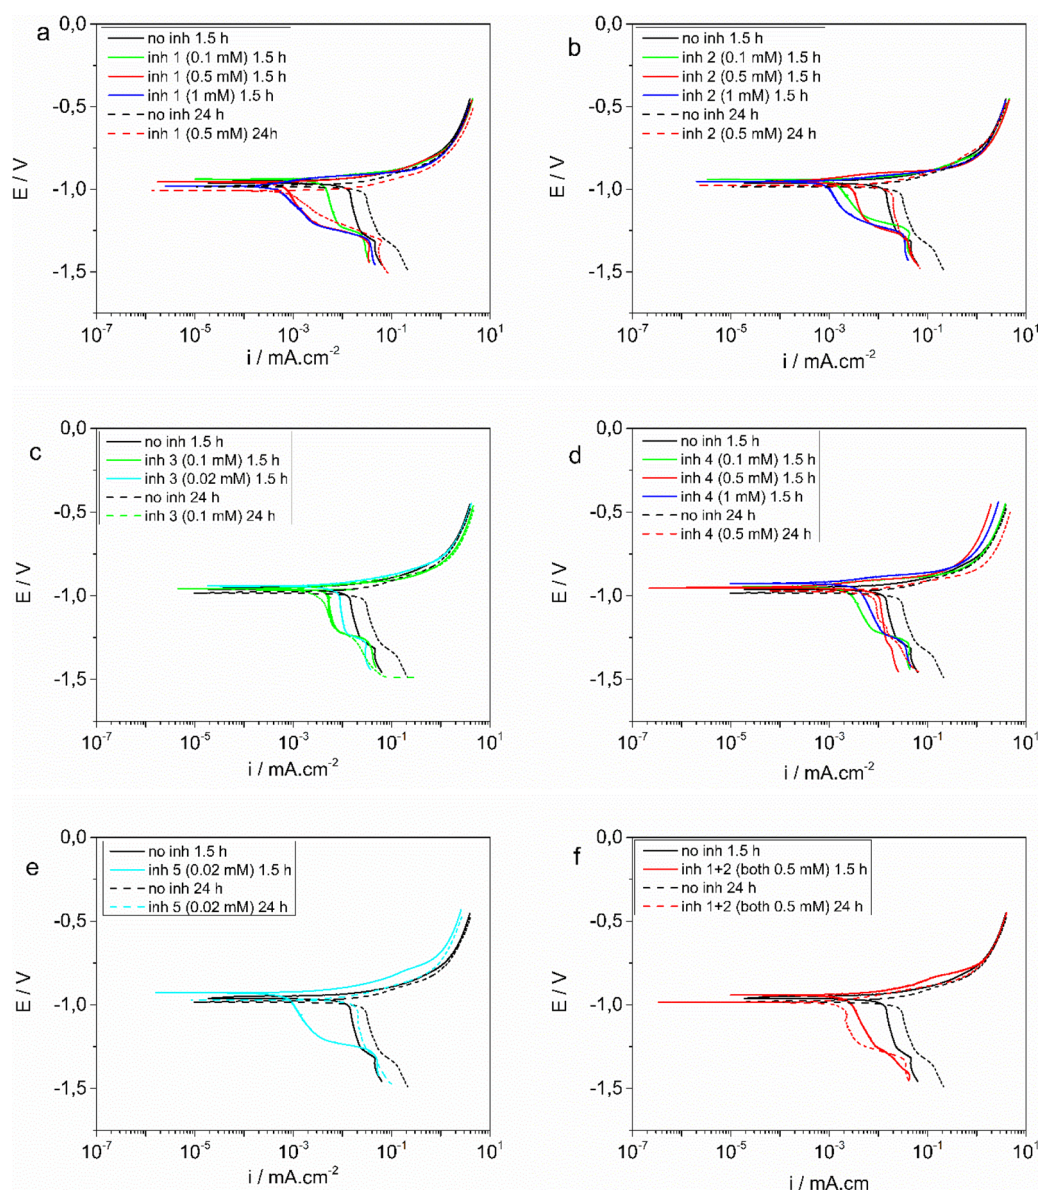 a
no inh 1.5 h
inh 1 (0.1 mM) 1.5 h
inh 1 (0.5 mM) 1.5 h
inh 1 (1 mM) 1.5 h
no inh 24 h
inh 1 (0.5 mM) 24h
0,0
-0,5
-1,0
-1,5
E / V
10-7
10-5
10-3
10-1
101
i / mA.cm-2
b
no inh 1.5 h
inh 2 (0.1 mM) 1.5 h
inh 2 (0.5 mM) 1.5 h
inh 2 (1 mM) 1.5 h
no inh 24 h
inh 2 (0.5 mM) 24 h
0,0
-0,5
-1,0
-1,5
E / V
10-7
10-5
10-3
10-1
101
i / mA.cm-2
c
no inh 1.5 h
inh 3 (0.1 mM) 1.5 h
inh 3 (0.02 mM) 1.5 h
no inh 24 h
inh 3 (0.1 mM) 24 h
0,0
-0,5
-1,0
-1,5
E / V
10-7
10-5
10-3
10-1
101
i / mA.cm-2
d
no inh 1.5 h
inh 4 (0.1 mM) 1.5 h
inh 4 (0.5 mM) 1.5 h
inh 4 (1 mM) 1.5 h
no inh 24 h
inh 4 (0.5 mM) 24 h
0,0
-0,5
-1,0
-1,5
E / V
10-7
10-5
10-3
10-1
101
i / mA.cm-2
e
no inh 1.5 h
inh 5 (0.02 mM) 1.5 h
no inh 24 h
inh 5 (0.02 mM) 24 h
0,0
-0,5
-1,0
-1,5
E / V
10-7
10-5
10-3
10-1
101
i / mA.cm-2
f
no inh 1.5 h
inh 1+2 (both 0.5 mM) 1.5 h
no inh 24 h
inh 1+2 (both 0.5 mM) 24 h
0,0
-0,5
-1,0
-1,5
E / V
10-7
10-5
10-3
10-1
101
i / mA.cm